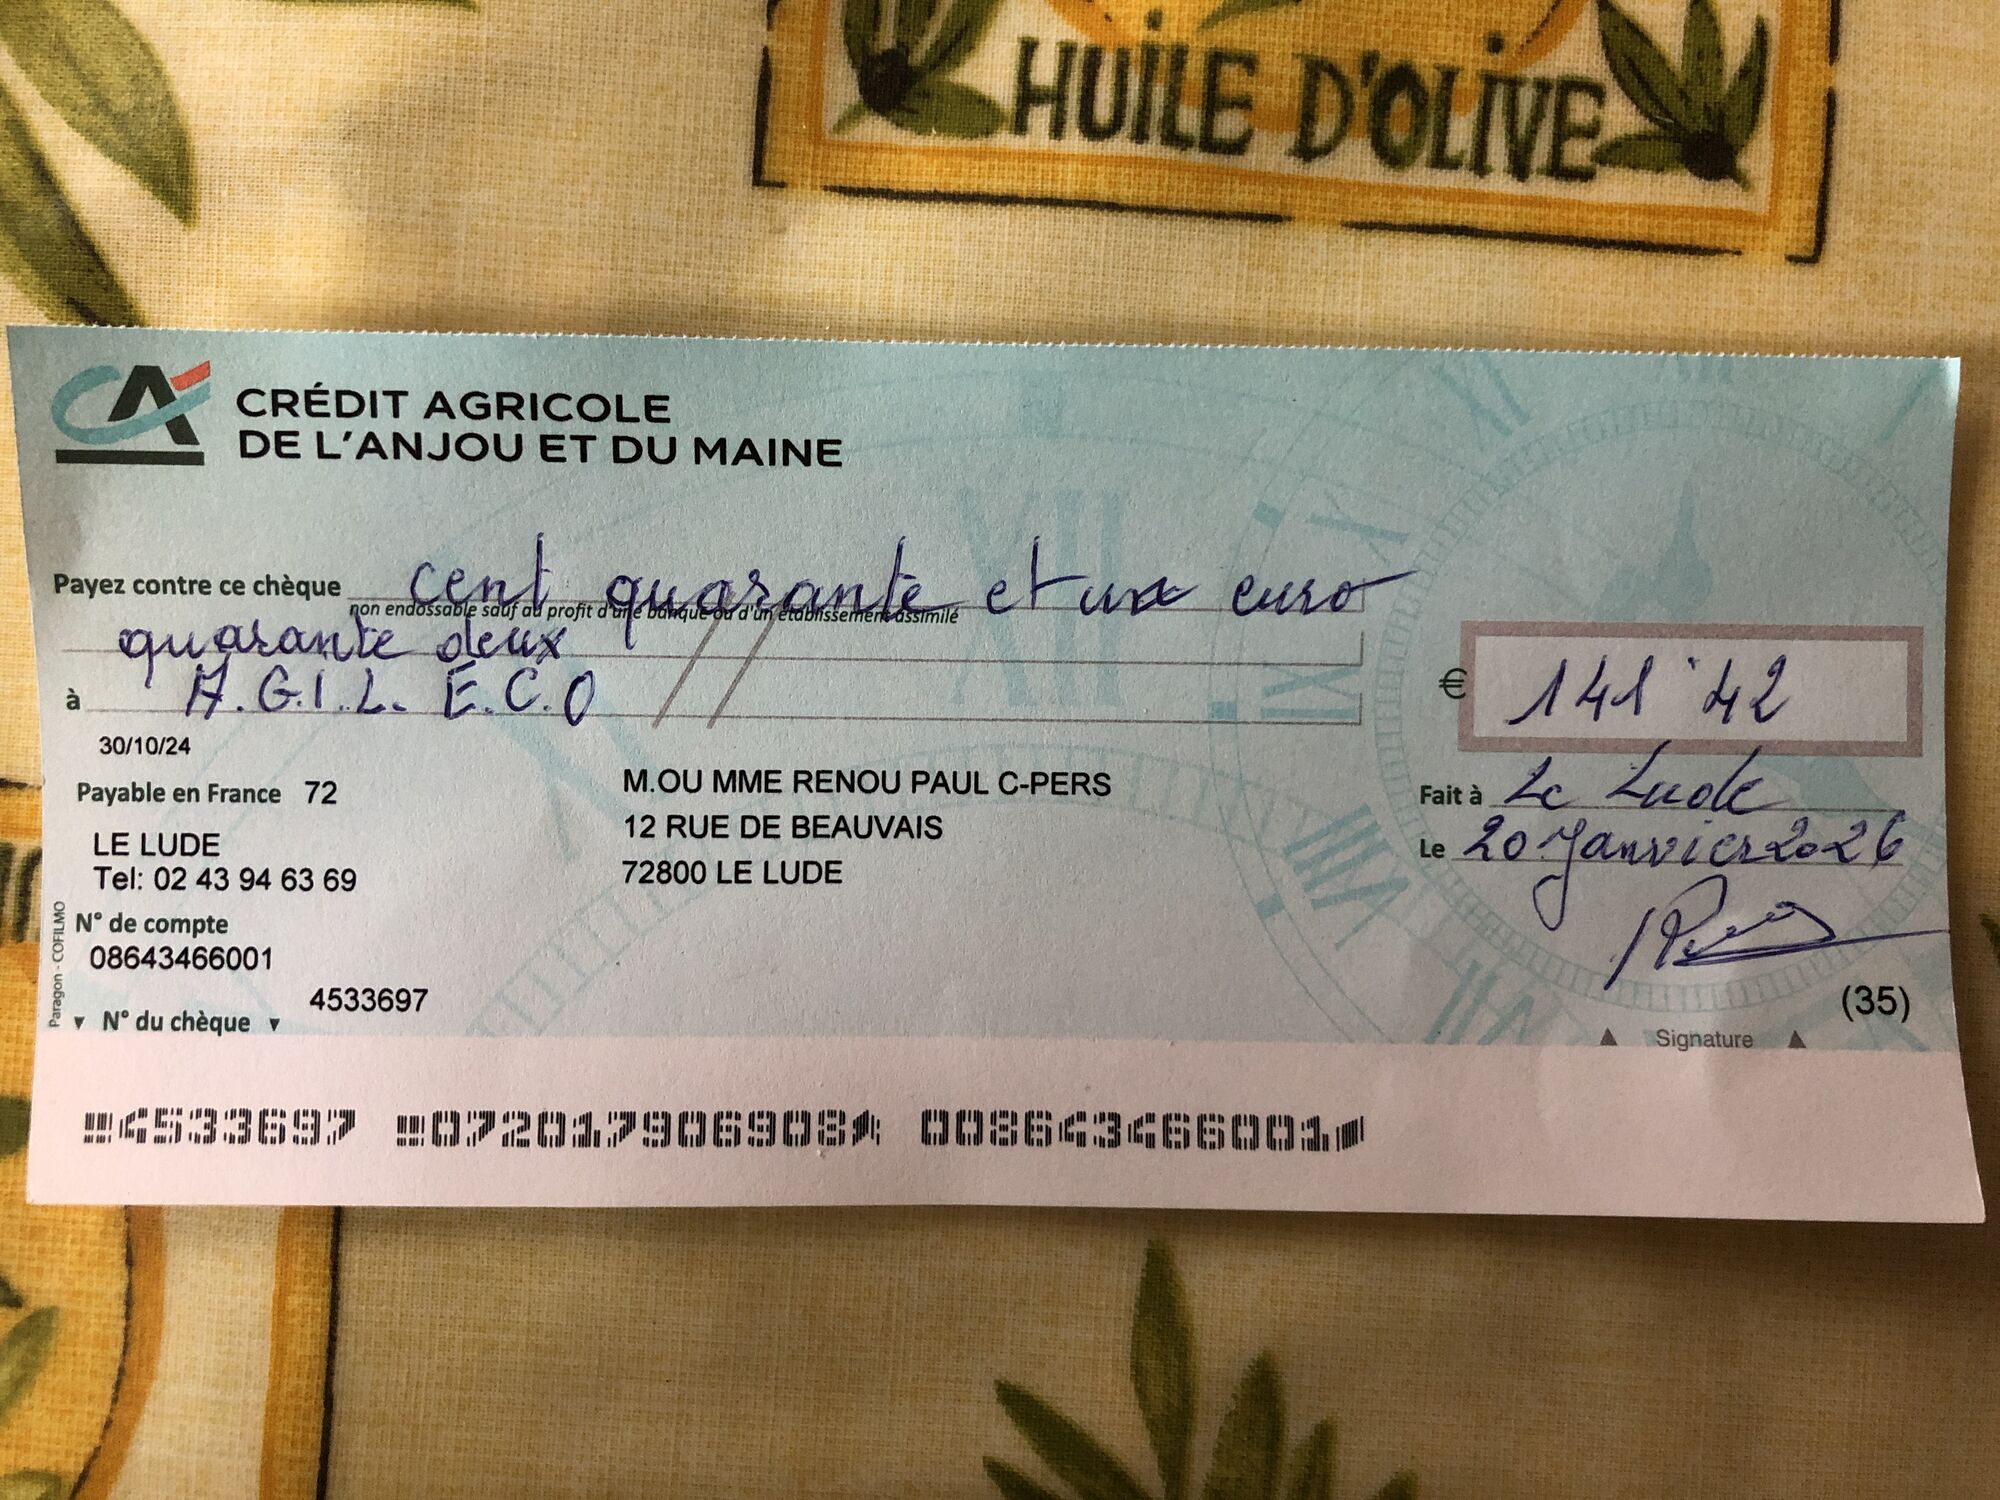 HUILE D'OLIVE
CA
CRÉDIT AGRICOLE
DE L'ANJOU ET DU MAINE
Payez contre ce chèque cent quarante et un euro
non endossable sauf au profit d'une banque ou d'un établissement assimilé
quarante deux
à A.G.I.L. E.C.O
€ 141 ' 42
30/10/24
Payable en France 72
LE LUDE
Tel: 02 43 94 63 69
N° de compte
08643466001
4533697
N° du chèque
Paragon - COFILMO
M.OU MME RENOU PAUL C-PERS
12 RUE DE BEAUVAIS
72800 LE LUDE
Fait à Le Lude
Le 20 Janvier 2026
(35)
Signature
4533697 072017906908 008643466001